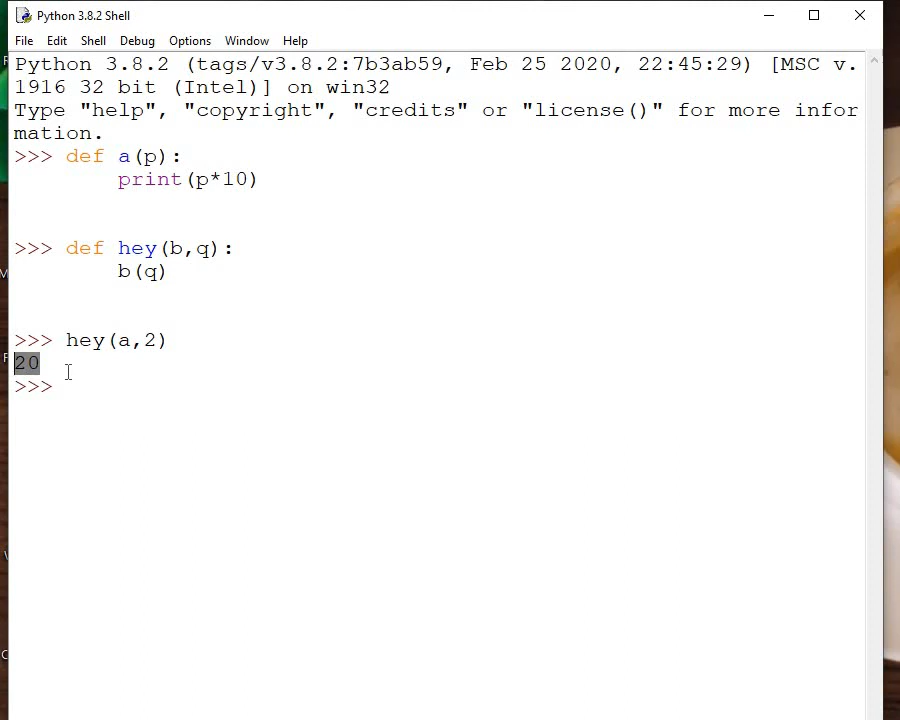 Python 3.8.2 Shell
File Edit Shell Debug Options Window Help
Python 3.8.2 (tags/v3.8.2:7b3ab59, Feb 25 2020, 22:45:29) [MSC v.
1916 32 bit (Intel)] on win32
Type "help", "copyright", "credits" or "license()" for more infor
mation.
>>> def a(p):
        print(p*10)
>>> def hey(b,q):
        b(q)
>>> hey(a,2)
20
>>>